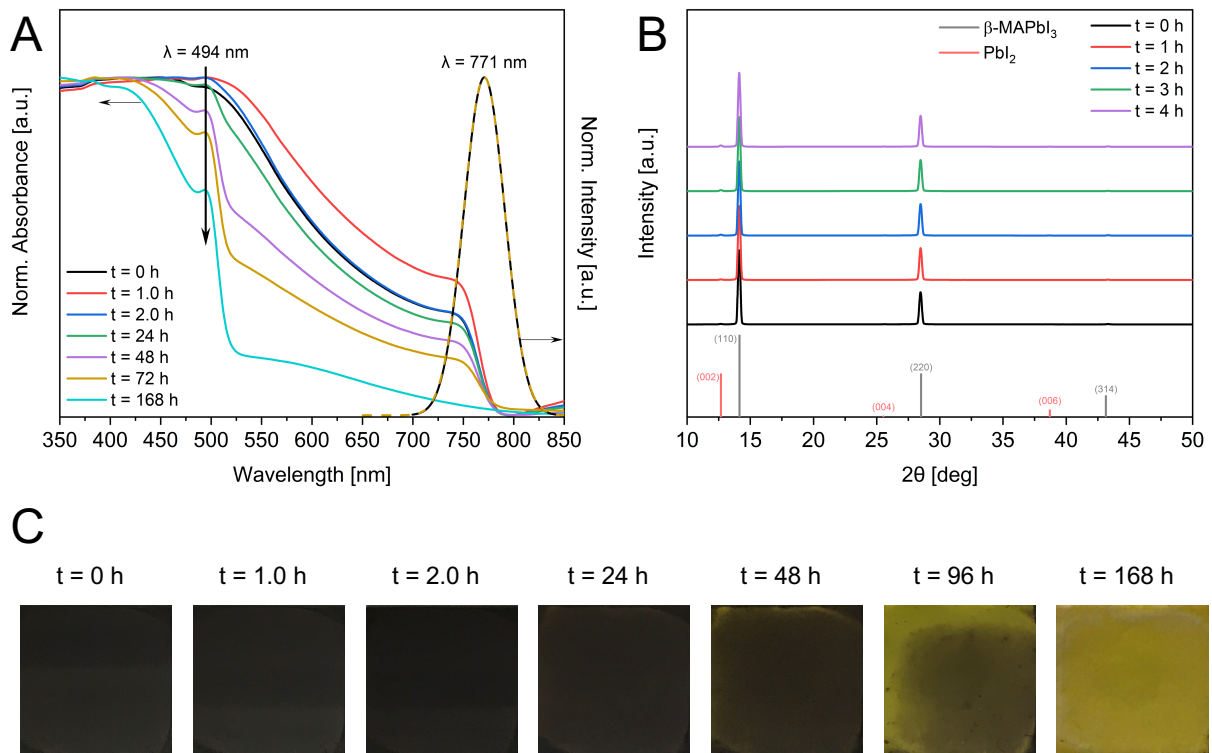 A
λ = 494 nm
λ = 771 nm
Norm. Absorbance [a.u.]
Norm. Intensity [a.u.]
t = 0 h
t = 1.0 h
t = 2.0 h
t = 24 h
t = 48 h
t = 72 h
t = 168 h
350 400 450 500 550 600 650 700 750 800 850
Wavelength [nm]
B
β-MAPbI₃
PbI₂
t = 0 h
t = 1 h
t = 2 h
t = 3 h
t = 4 h
Intensity [a.u.]
(110)
(002)
(220)
(004)
(006)
(314)
10 15 20 25 30 35 40 45 50
2θ [deg]
C
t = 0 h
t = 1.0 h
t = 2.0 h
t = 24 h
t = 48 h
t = 96 h
t = 168 h